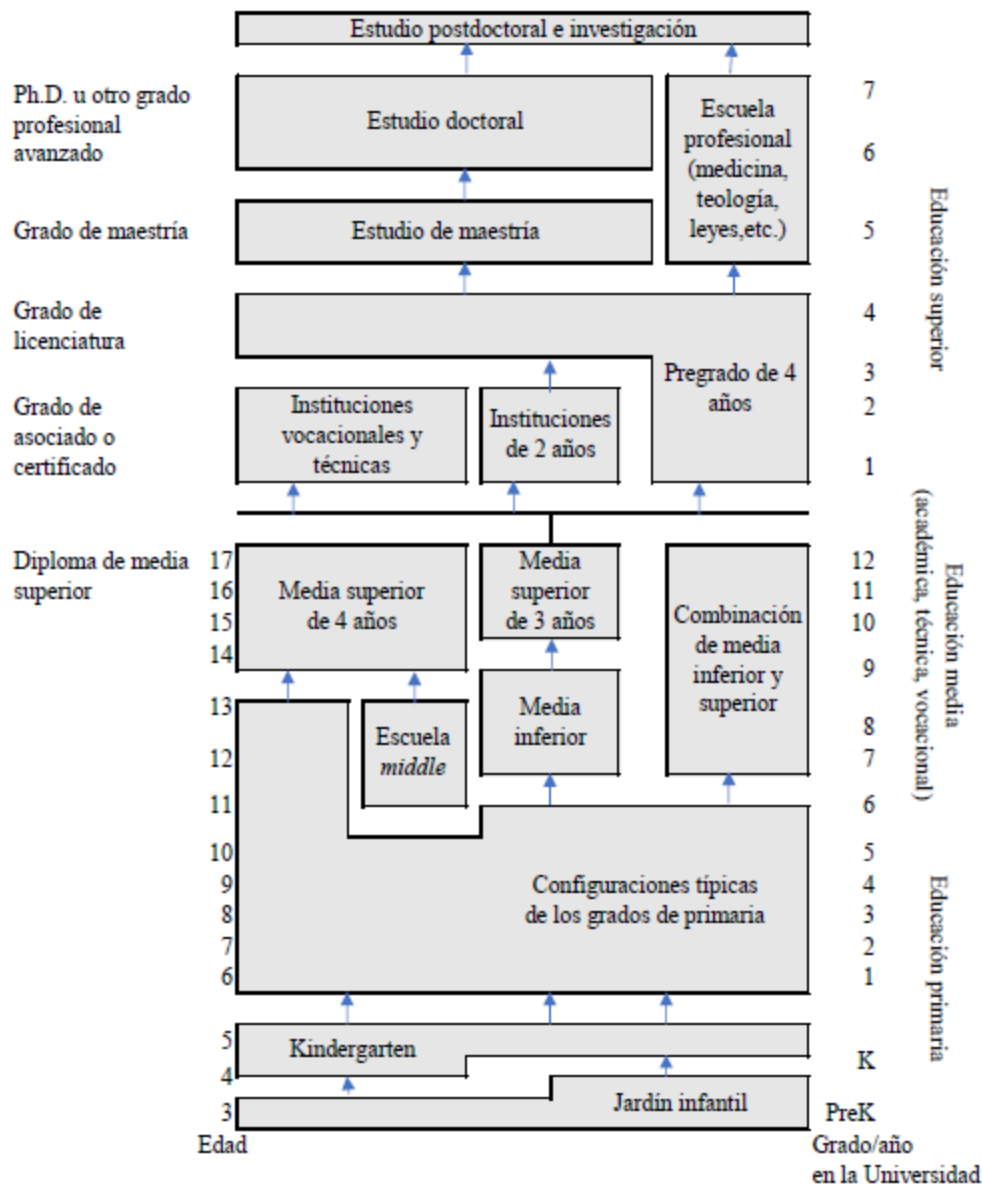 Estudio postdoctoral e investigación
Ph.D. u otro grado
profesional
avanzado
Estudio doctoral
Escuela
profesional
(medicina,
teología,
leyes,etc.)
7
6
Grado de maestría
Estudio de maestría
5
Educación superior
Grado de
licenciatura
4
Pregrado de 4
años
3
Grado de
asociado o
certificado
Instituciones
vocacionales y
técnicas
Instituciones
de 2 años
2
1
Diploma de media
superior
17
16
15
14
Media superior
de 4 años
Media
superior
de 3 años
Combinación
de media
inferior y
superior
12
11
10
9
Educación media
(académica, técnica, vocacional)
13
12
11
Escuela
middle
Media
inferior
8
7
6
10
9
8
7
6
Configuraciones típicas
de los grados de primaria
5
4
3
2
1
Educación primaria
5
4
Kindergarten
K
3
Jardín infantil
PreK
Edad
Grado/año
en la Universidad